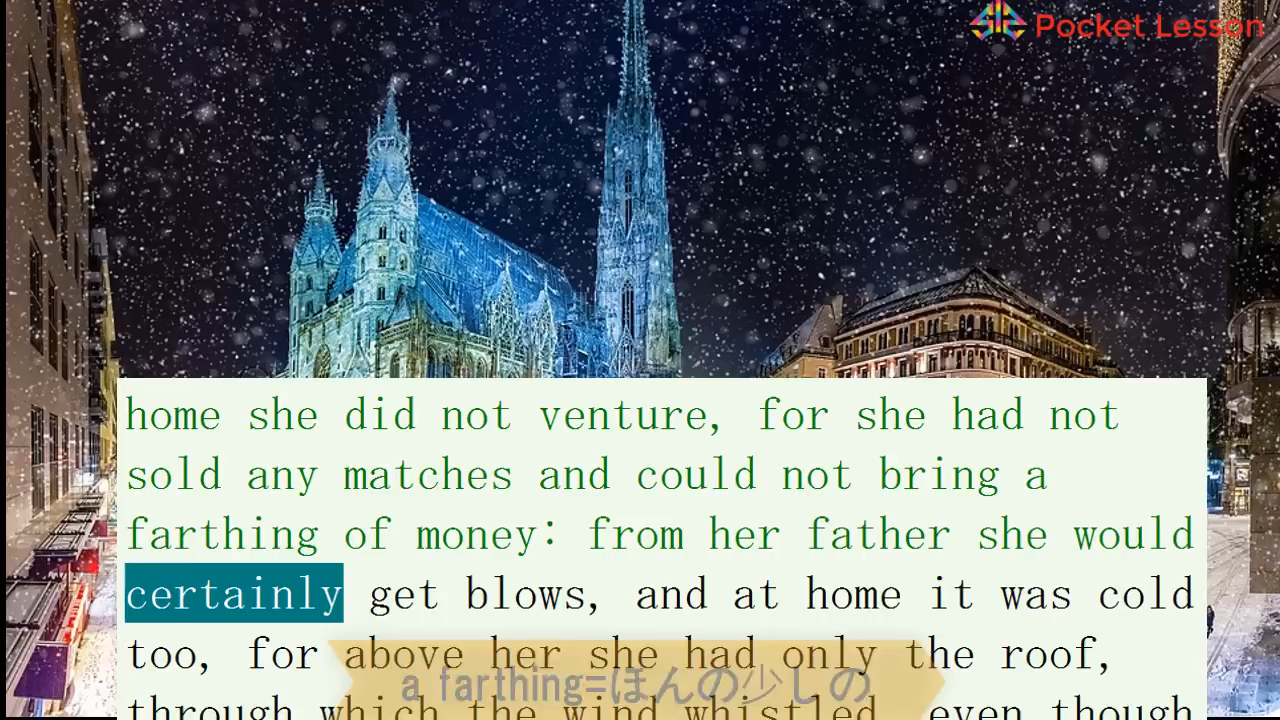 Pocket Lesson
home she did not venture, for she had not
sold any matches and could not bring a
farthing of money: from her father she would
certainly get blows, and at home it was cold
too, for above her she had only the roof,
a farthing=ほんの少しの
through which the wind whistled, even though